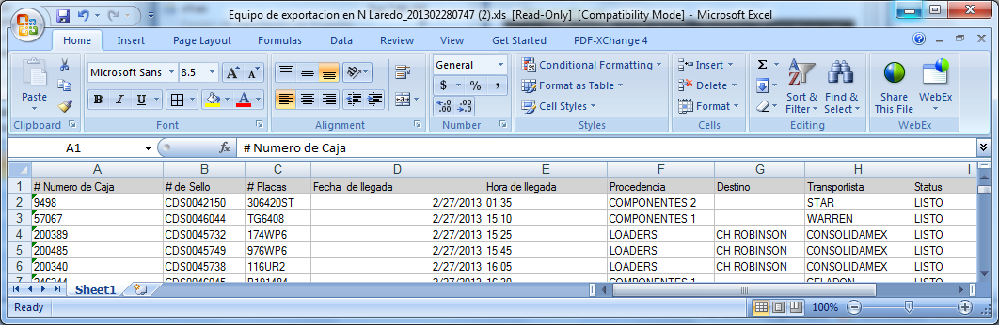 Equipo de exportacion en N Laredo_201302280747 (2).xls [Read-Only] [Compatibility Mode] - Microsoft Excel
Home Insert Page Layout Formulas Data Review View Get Started PDF-XChange 4
Paste Microsoft Sans 8.5 A A General Conditional Formatting Insert Σ Sort & Filter Find & Select Share This File WebEx
B I U A $ % , Format as Table Delete
.0 .00 .00 .0 Cell Styles Format
Clipboard Font Alignment Number Styles Cells Editing WebEx
A1 fx # Numero de Caja
A B C D E F G H I
1 # Numero de Caja # de Sello # Placas Fecha de llegada Hora de llegada Procedencia Destino Transportista Status
2 9498 CDS0042150 306420ST 2/27/2013 01:35 COMPONENTES 2 STAR LISTO
3 57067 CDS0046044 TG6408 2/27/2013 15:10 COMPONENTES 1 WARREN LISTO
4 200389 CDS0045732 174WP6 2/27/2013 15:25 LOADERS CH ROBINSON CONSOLIDAMEX LISTO
5 200485 CDS0045749 976WP6 2/27/2013 15:45 LOADERS CH ROBINSON CONSOLIDAMEX LISTO
6 200340 CDS0045738 116UR2 2/27/2013 16:05 LOADERS CH ROBINSON CONSOLIDAMEX LISTO
2/27/2013 COMPONENTES 1 CELADON LISTO
Sheet1
Ready 100%